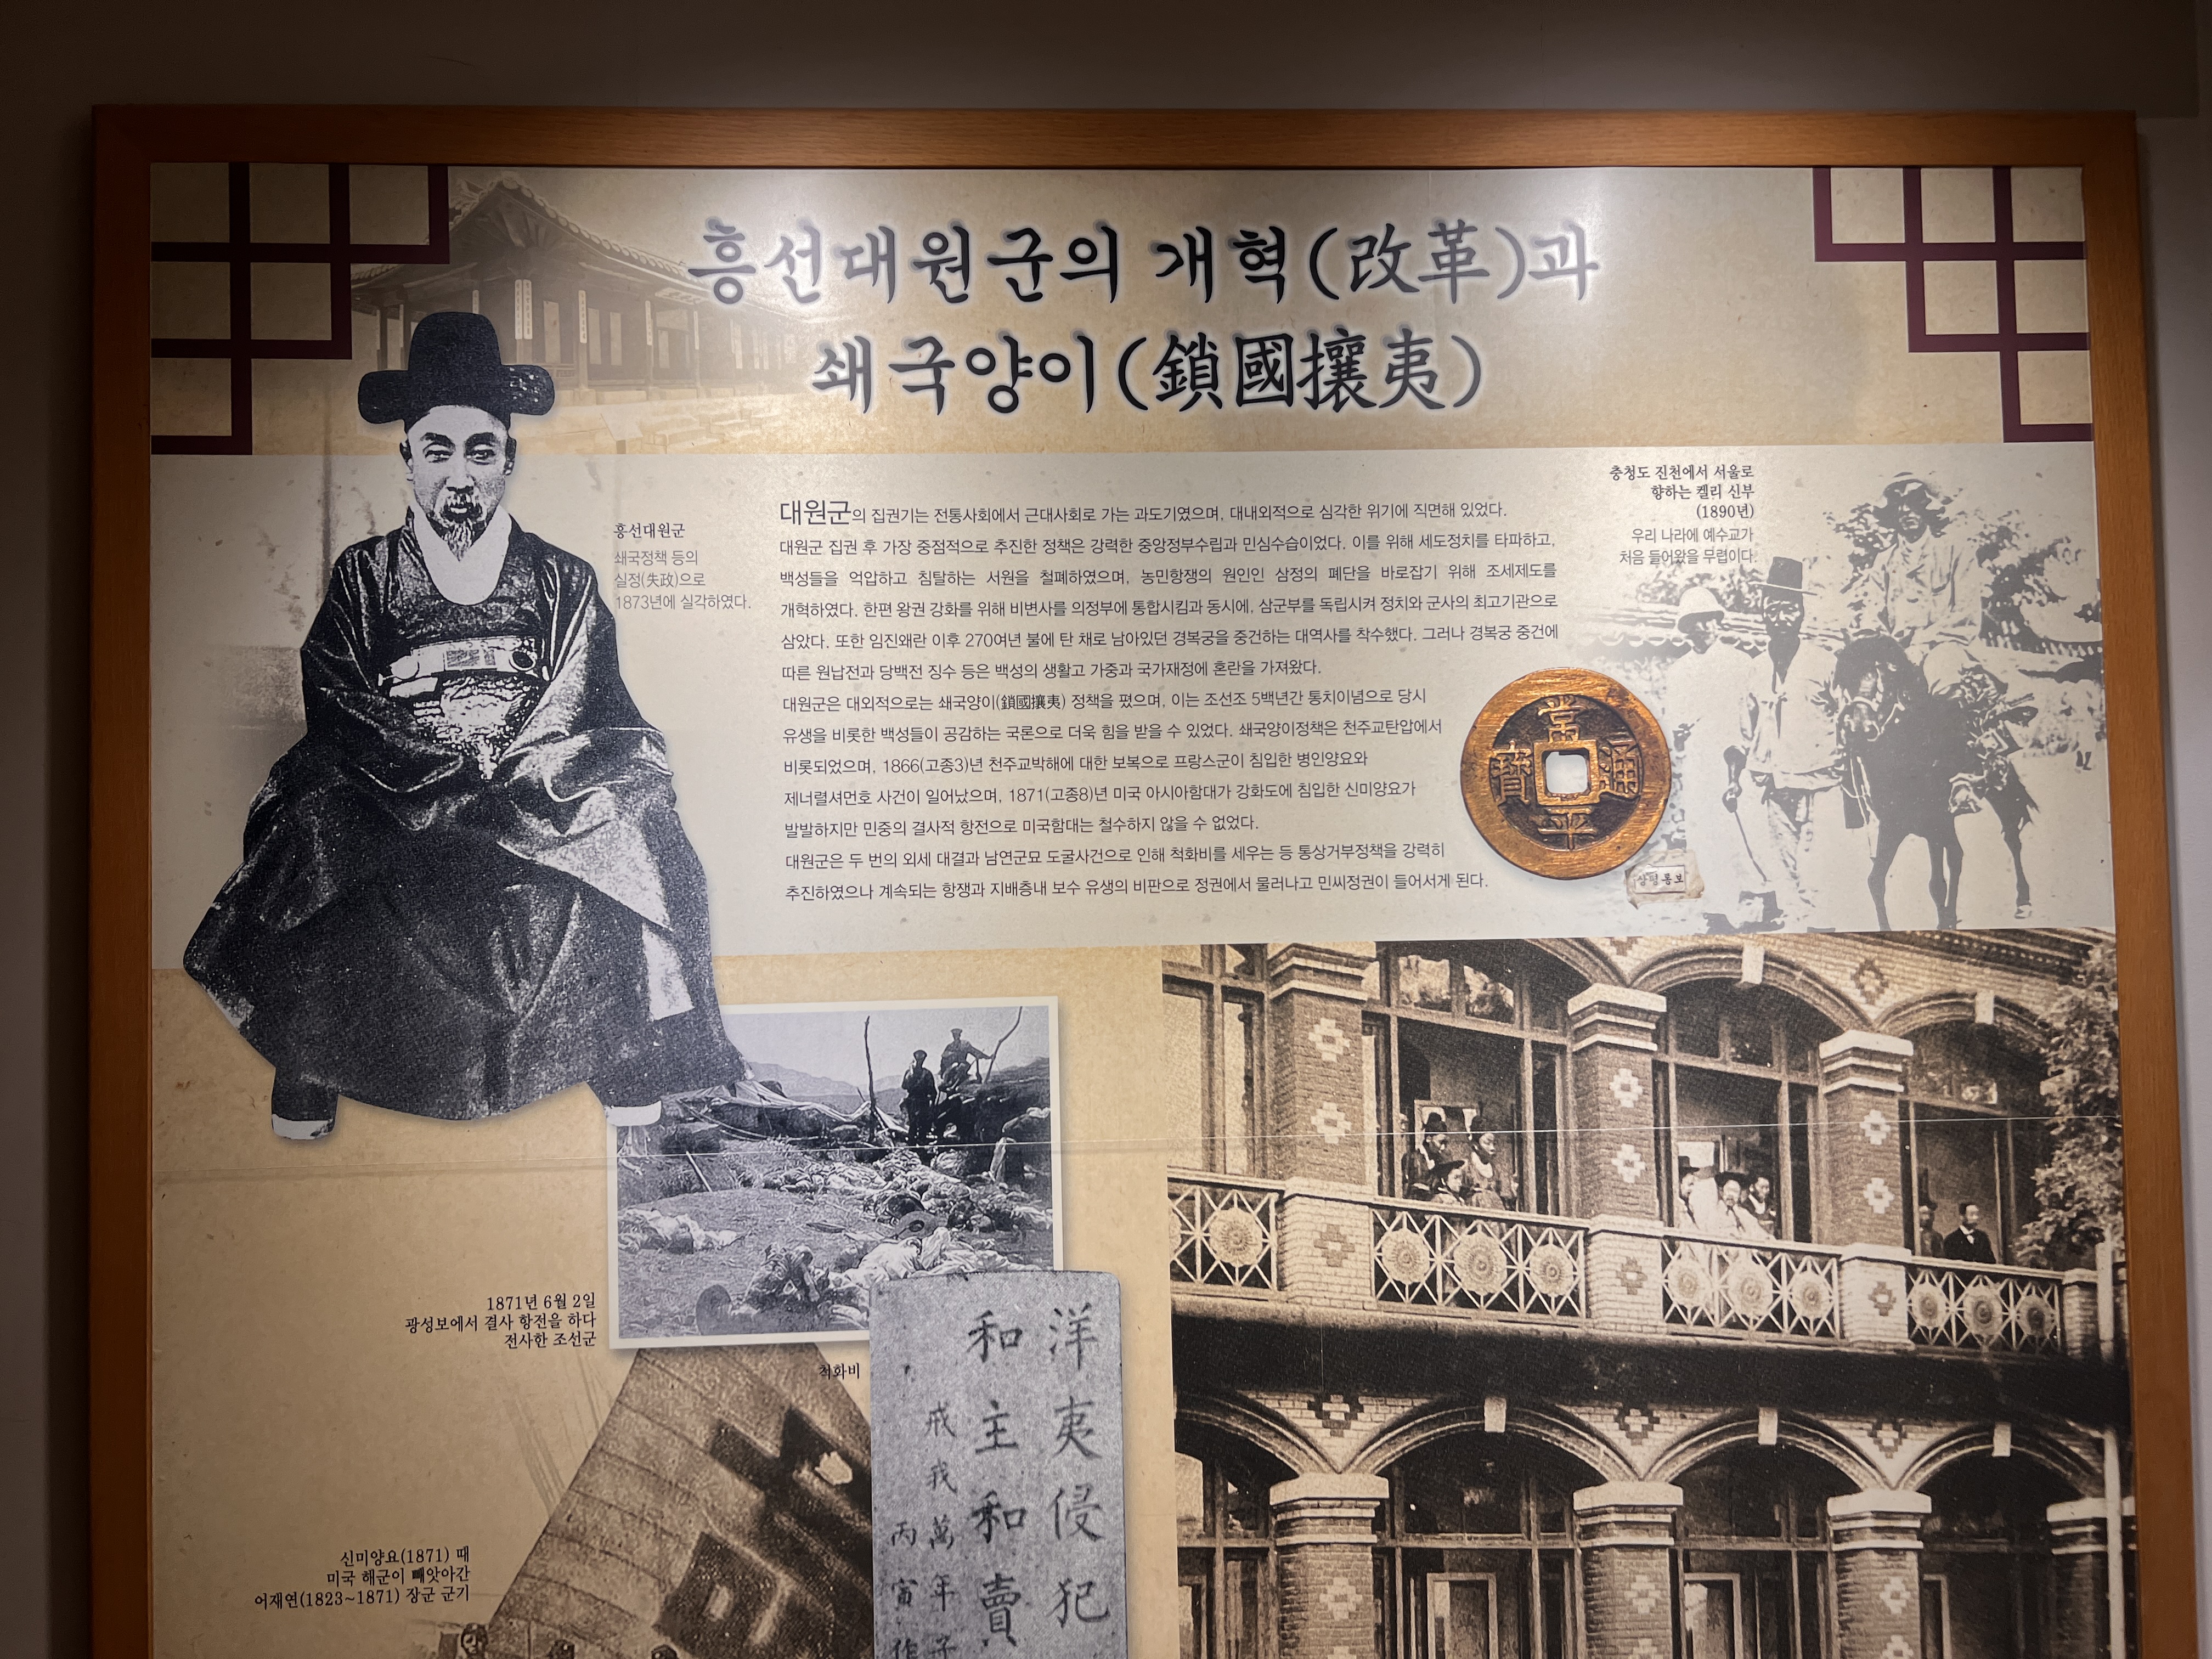 흥선대원군의 개혁(改革)과
쇄국양이(鎖國攘夷)
흥선대원군
쇄국정책 등의
실정(失政)으로
1873년에 실각하였다.
대원군의 집권기는 전통사회에서 근대사회로 가는 과도기였으며, 대내외적으로 심각한 위기에 직면해 있었다.
대원군 집권 후 가장 중점적으로 추진한 정책은 강력한 중앙정부수립과 민심수습이었다. 이를 위해 세도정치를 타파하고,
백성들을 억압하고 침탈하는 서원을 철폐하였으며, 농민항쟁의 원인인 삼정의 폐단을 바로잡기 위해 조세제도를
개혁하였다. 한편 왕권 강화를 위해 비변사를 의정부에 통합시킴과 동시에, 삼군부를 독립시켜 정치와 군사의 최고기관으로
삼았다. 또한 임진왜란 이후 270여년 불에 탄 채로 남아있던 경복궁을 중건하는 대역사를 착수했다. 그러나 경복궁 중건에
따른 원납전과 당백전 징수 등은 백성의 생활고 가중과 국가재정에 혼란을 가져왔다.
대원군은 대외적으로는 쇄국양이(鎖國攘夷) 정책을 폈으며, 이는 조선조 5백년간 통치이념으로 당시
유생을 비롯한 백성들이 공감하는 국론으로 더욱 힘을 받을 수 있었다. 쇄국양이정책은 천주교탄압에서
비롯되었으며, 1866(고종3)년 천주교박해에 대한 보복으로 프랑스군이 침입한 병인양요와
제너럴셔먼호 사건이 일어났으며, 1871(고종8)년 미국 아시아함대가 강화도에 침입한 신미양요가
발발하지만 민중의 결사적 항전으로 미국함대는 철수하지 않을 수 없었다.
대원군은 두 번의 외세 대결과 남연군묘 도굴사건으로 인해 척화비를 세우는 등 통상거부정책을 강력히
추진하였으나 계속되는 항쟁과 지배층내 보수 유생의 비판으로 정권에서 물러나고 민씨정권이 들어서게 된다.
충청도 진천에서 서울로
향하는 켈리 신부
(1890년)
우리 나라에 예수교가
처음 들어왔을 무렵이다.
常平通寶
상평통보
1871년 6월 2일
광성보에서 결사 항전을 하다
전사한 조선군
척화비
洋夷侵犯
和主和賣
戒我萬年子
丙寅作
신미양요(1871) 때
미국 해군이 빼앗아간
어재연(1823~1871) 장군 군기